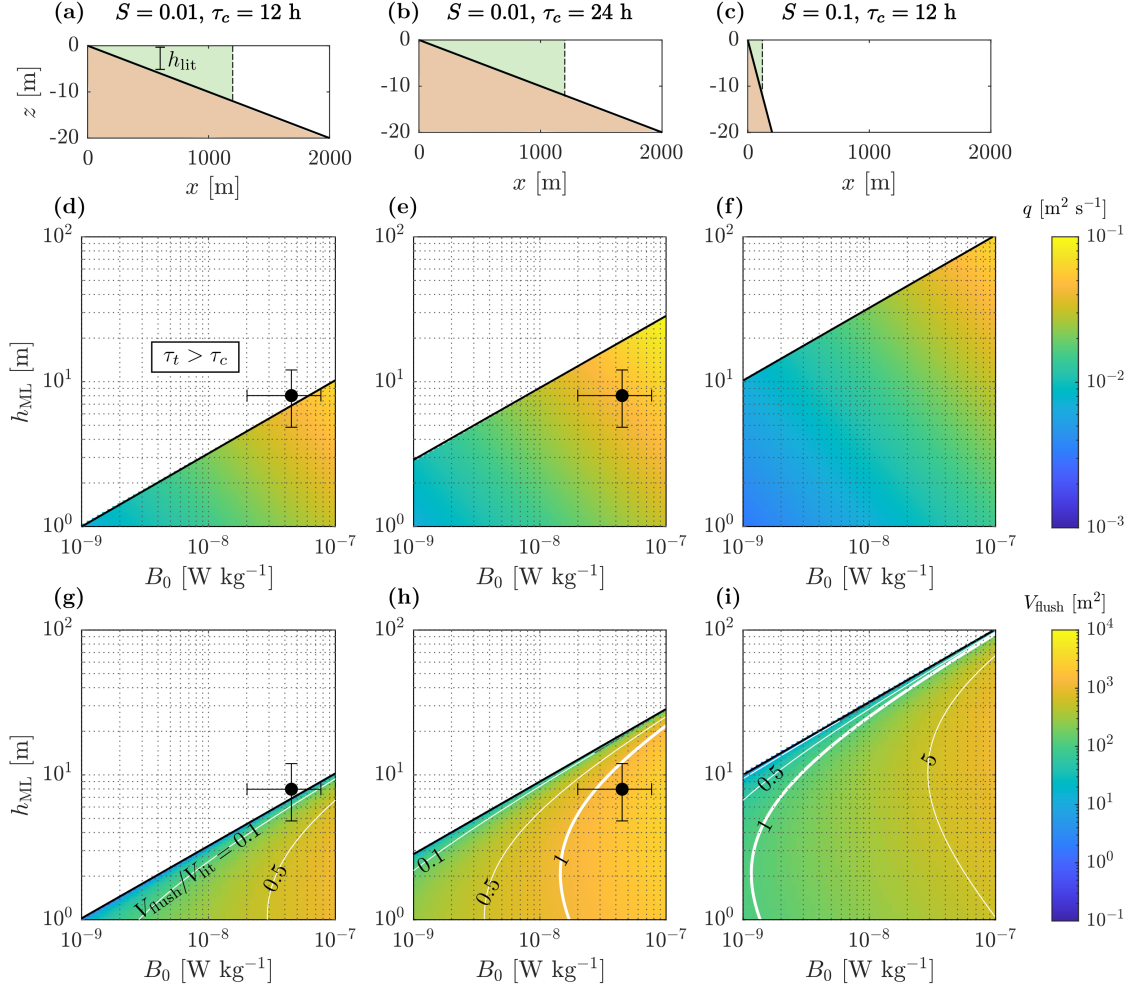 (a) S = 0.01, τc = 12 h
(b) S = 0.01, τc = 24 h
(c) S = 0.1, τc = 12 h
0
-10
-20
z [m]
hlit
0
1000
2000
x [m]
0
-10
-20
0
1000
2000
x [m]
0
-10
-20
0
1000
2000
x [m]
(d)
(e)
(f)
q [m² s⁻¹]
10²
10¹
10⁰
hML [m]
τt > τc
10⁻⁹
10⁻⁸
10⁻⁷
B₀ [W kg⁻¹]
10²
10¹
10⁰
10⁻⁹
10⁻⁸
10⁻⁷
B₀ [W kg⁻¹]
10²
10¹
10⁰
10⁻⁹
10⁻⁸
10⁻⁷
B₀ [W kg⁻¹]
10⁻¹
10⁻²
10⁻³
(g)
(h)
(i)
Vflush [m²]
10²
10¹
10⁰
hML [m]
Vflush/Vlit = 0.1
0.5
10⁻⁹
10⁻⁸
10⁻⁷
B₀ [W kg⁻¹]
10²
10¹
10⁰
0.1
0.5
1
10⁻⁹
10⁻⁸
10⁻⁷
B₀ [W kg⁻¹]
10²
10¹
10⁰
0.5
1
5
10⁻⁹
10⁻⁸
10⁻⁷
B₀ [W kg⁻¹]
10⁴
10³
10²
10¹
10⁰
10⁻¹